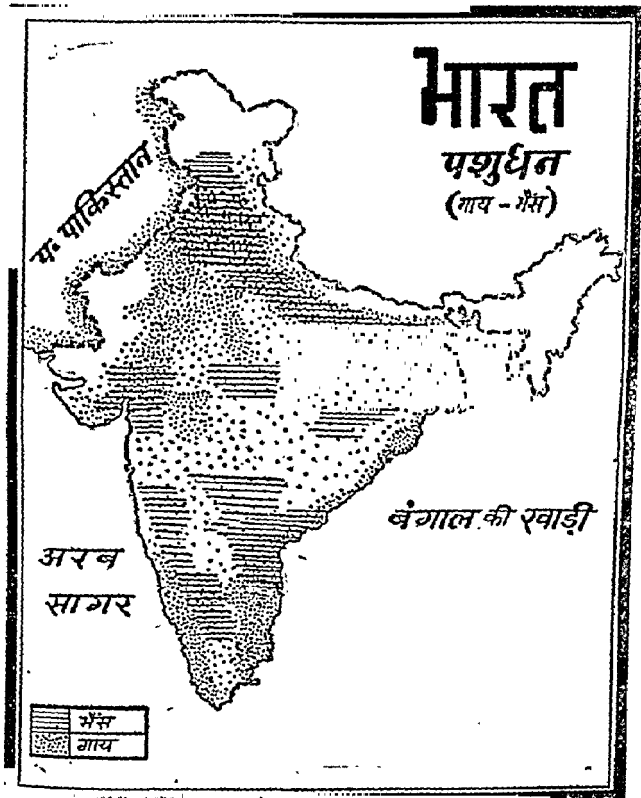 भारत
पशुधन
(गाय - भैंस)
प॰ पाकिस्तान
बंगाल की खाड़ी
अरब
सागर
भैंस
गाय